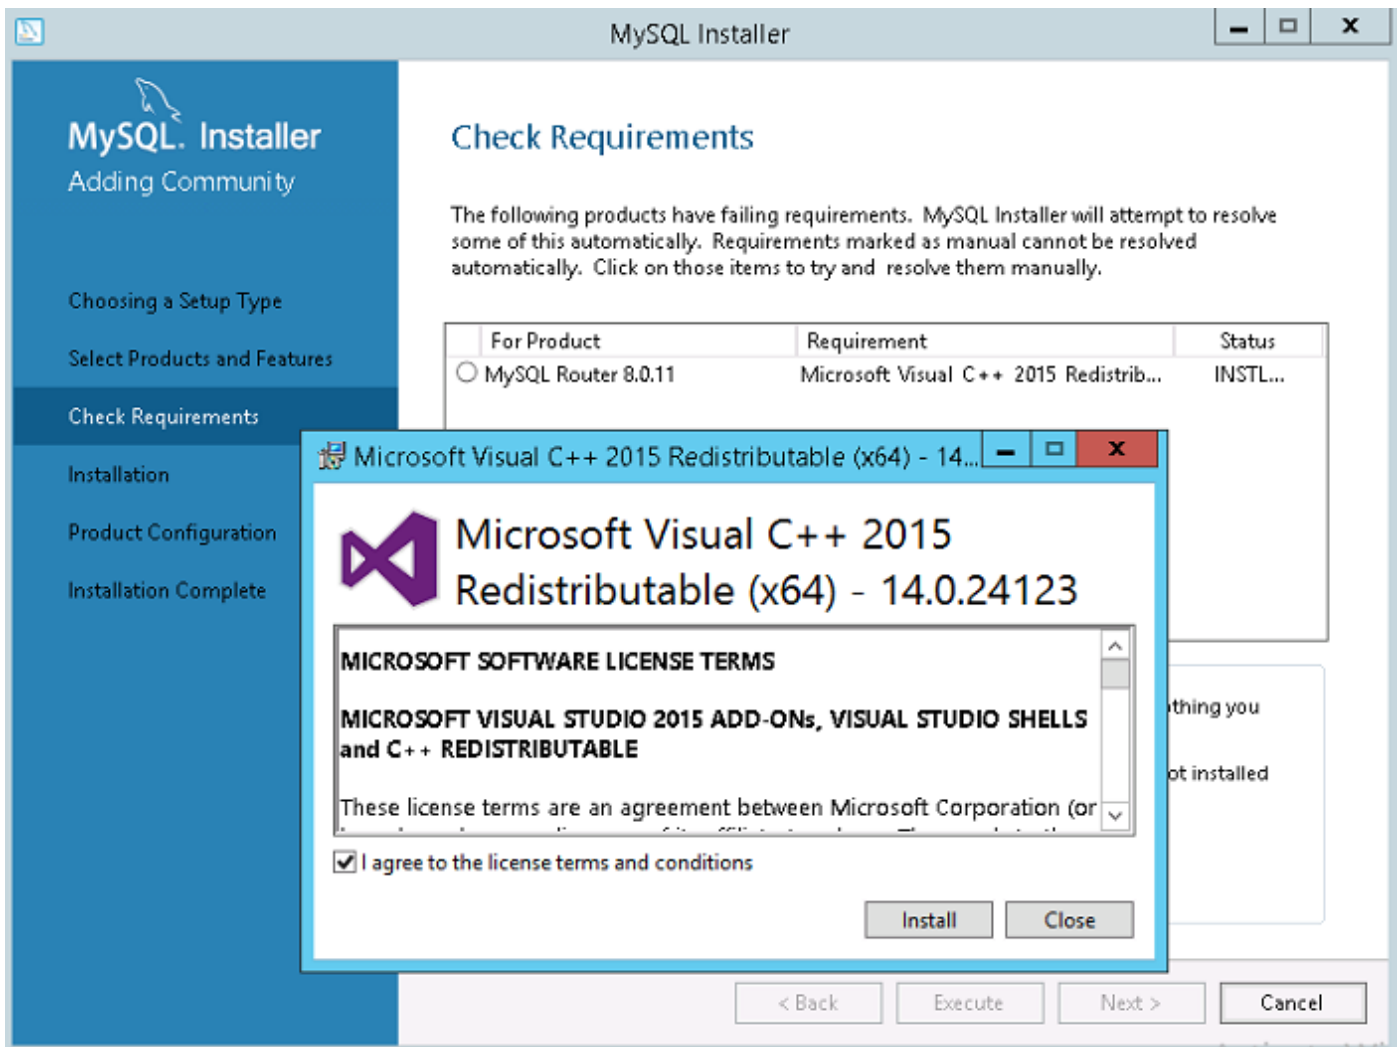 MySQL Installer
MySQL. Installer
Adding Community
Choosing a Setup Type
Select Products and Features
Check Requirements
Installation
Product Configuration
Installation Complete
Check Requirements
The following products have failing requirements. MySQL Installer will attempt to resolve
some of this automatically. Requirements marked as manual cannot be resolved
automatically. Click on those items to try and resolve them manually.
For Product Requirement Status
MySQL Router 8.0.11 Microsoft Visual C++ 2015 Redistrib... INSTL...
thing you
ot installed
Microsoft Visual C++ 2015 Redistributable (x64) - 14...
Microsoft Visual C++ 2015
Redistributable (x64) - 14.0.24123
MICROSOFT SOFTWARE LICENSE TERMS
MICROSOFT VISUAL STUDIO 2015 ADD-ONs, VISUAL STUDIO SHELLS
and C++ REDISTRIBUTABLE
These license terms are an agreement between Microsoft Corporation (or
I agree to the license terms and conditions
Install Close
< Back Execute Next > Cancel